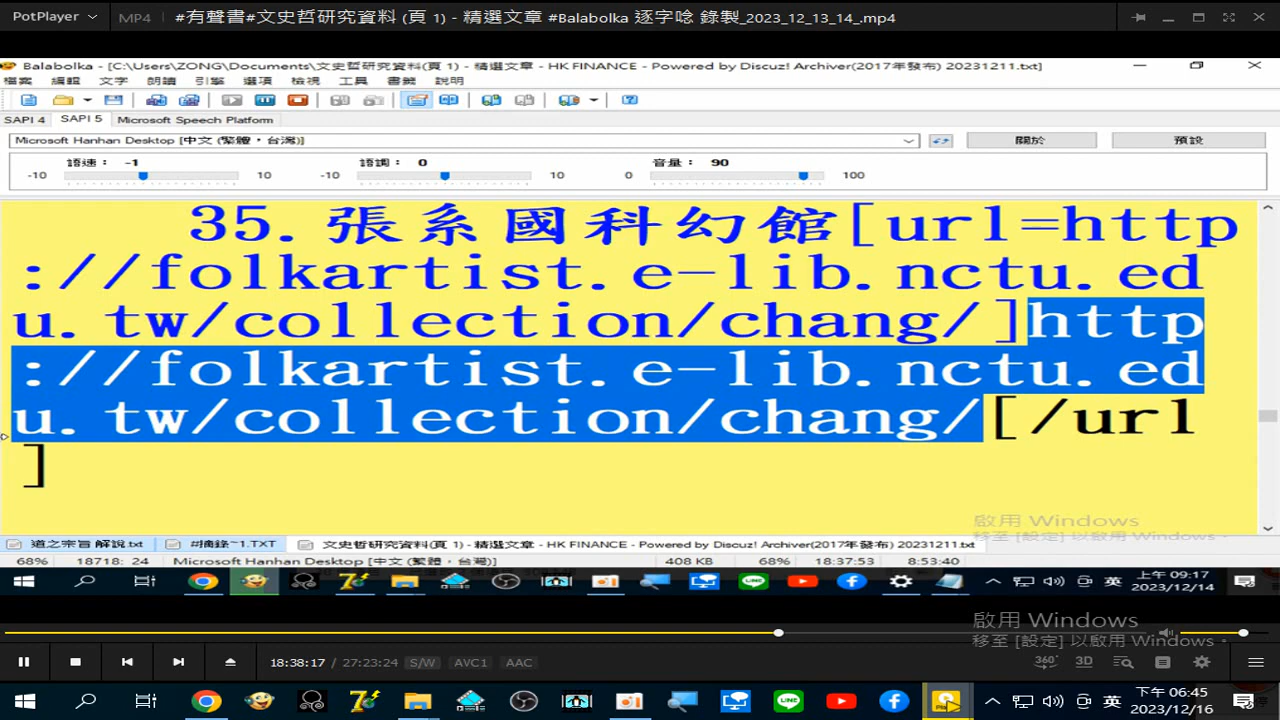 PotPlayer MP4 #有聲書#文史哲研究資料 (頁 1) - 精選文章 #Balabolka 逐字唸 錄製_2023_12_13_14_.mp4
Balabolka - [C:\Users\ZONG\Documents\文史哲研究資料(頁 1) - 精選文章 - HK FINANCE - Powered by Discuz! Archiver(2017年發布) 20231211.txt]
檔案 編輯 文字 朗讀 引擎 選項 檢視 工具 書籤 說明
SAPI 4 SAPI 5 Microsoft Speech Platform
Microsoft Hanhan Desktop [中文 (繁體，台灣)] 關於 預設
語速： -1 語調： 0 音量： 90
-10 10 -10 10 0 100
35.張系國科幻館[url=http
://folkartist.e-lib.nctu.ed
u.tw/collection/chang/]http
://folkartist.e-lib.nctu.ed
u.tw/collection/chang/[/url
]
啟用 Windows
移至 [設定] 以啟用 Windows。
道之宗旨 解說.txt #摘錄~1.TXT 文史哲研究資料(頁 1) - 精選文章 - HK FINANCE - Powered by Discuz! Archiver(2017年發布) 20231211.txt
68% 18718: 24 Microsoft Hanhan Desktop [中文 (繁體，台灣)] 408 KB 68% 18:37:53 8:53:40
英 上午 09:17
2023/12/14
啟用 Windows
移至 [設定] 以啟用 Windows。
18:38:17 / 27:23:24 S/W AVC1 AAC 360° 3D
英 下午 06:45
2023/12/16